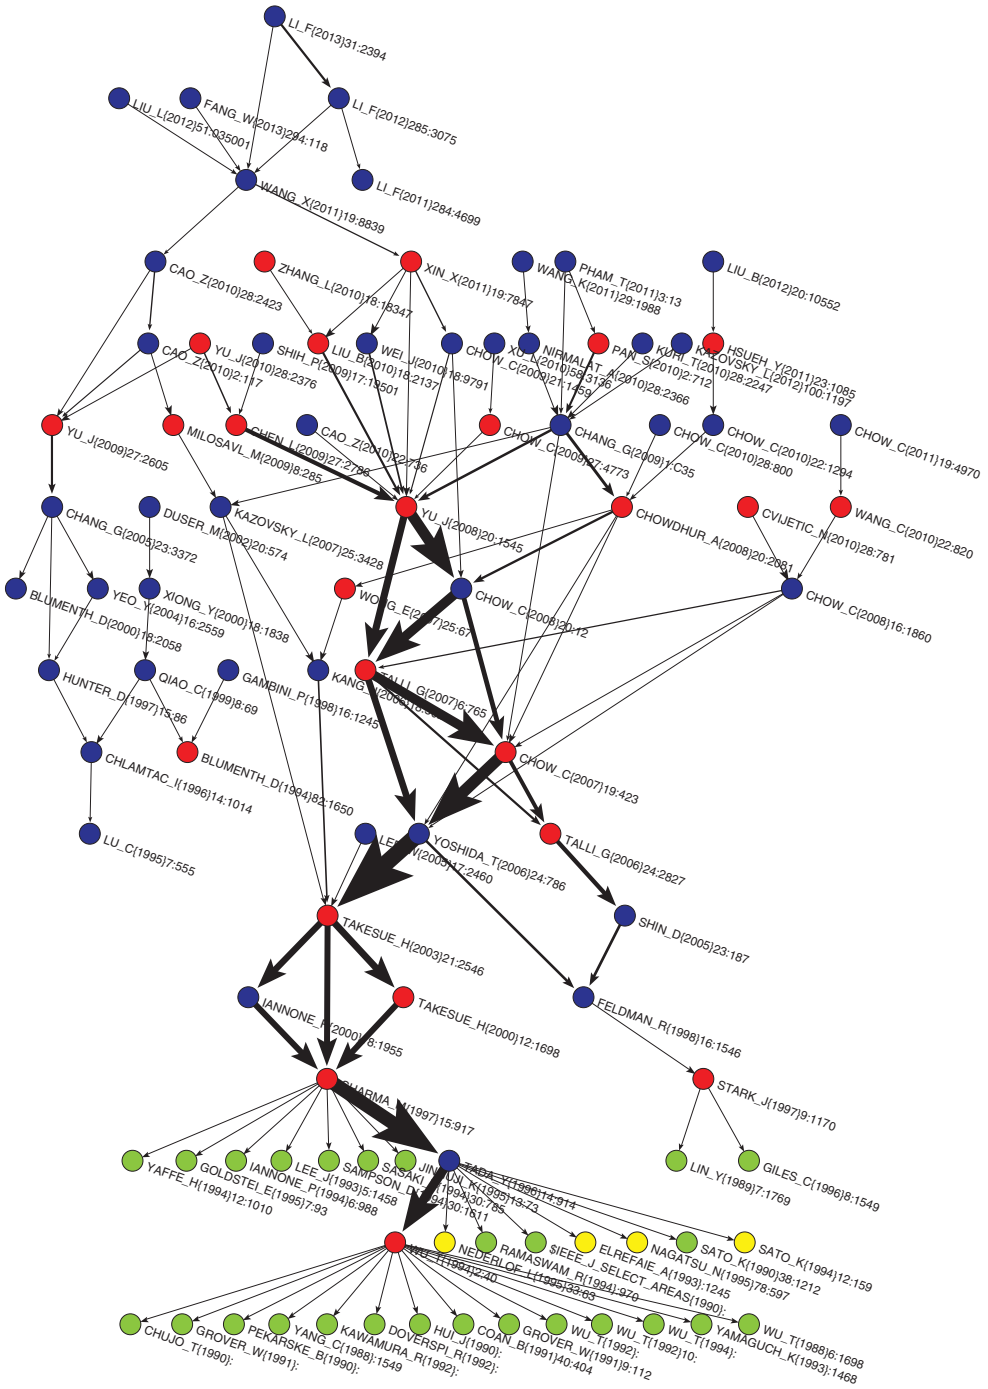 LI_F{2013}31:2394
LIU_L{2012}51:035001
FANG_W{2013}294:118
LI_F{2012}285:3075
WANG_X{2011}19:8839
LI_F{2011}284:4699
CAO_Z{2010}28:2423
ZHANG_L{2010}18:18347
XIN_X{2011}19:7847
WANG_K{2011}29:1988
PHAM_T{2011}3:13
LIU_B{2012}20:10552
CAO_Z{2010}2:117
YU_J{2010}28:2376
SHIH_P{2009}17:19501
LIU_B{2010}18:2137
WEI_J{2010}18:9791
CHOW_C{2009}21:1459
XU_L{2010}58:3136
NIRMALAT_A{2010}28:2366
PAN_S{2010}2:712
KURI_T{2010}28:2247
KAZOVSKY_L{2012}100:1197
HSUEH_Y{2011}23:1085
YU_J{2009}27:2605
MILOSAVL_M{2009}8:285
CHEN_L{2009}27:2786
CAO_Z{2010}22:736
CHOW_C{2009}27:4773
CHANG_G{2009}1:C35
CHOW_C{2010}28:800
CHOW_C{2010}22:1294
CHOW_C{2011}19:4970
CHANG_G{2005}23:3372
DUSER_M{2002}20:574
KAZOVSKY_L{2007}25:3428
YU_J{2008}20:1545
CHOWDHUR_A{2008}20:2081
CVIJETIC_N{2010}28:781
WANG_C{2010}22:820
BLUMENTH_D{2000}18:2058
YEO_Y{2004}16:2559
XIONG_Y{2000}18:1838
WONG_E{2007}25:67
CHOW_C{2008}20:12
CHOW_C{2008}16:1860
HUNTER_D{1997}15:86
QIAO_C{1999}8:69
GAMBINI_P{1998}16:1245
TALLI_G{2007}6:765
CHLAMTAC_I{1996}14:1014
BLUMENTH_D{1994}82:1650
CHOW_C{2007}19:423
LU_C{1995}7:555
YOSHIDA_T{2006}24:786
TALLI_G{2006}24:2827
TAKESUE_H{2003}21:2546
SHIN_D{2005}23:187
TAKESUE_H{2000}12:1698
FELDMAN_R{1998}16:1546
STARK_J{1997}9:1170
YAFFE_H{1994}12:1010
GOLDSTEI_E{1995}7:93
IANNONE_P{1994}6:988
LEE_J{1993}5:1458
LIN_Y{1989}7:1769
GILES_C{1996}8:1549
RAMASWAM_R{1994}:970
$IEEE_J_SELECT_AREAS{1990}:
ELREFAIE_A{1993}:1245
NAGATSU_N{1995}78:597
SATO_K{1990}38:1212
SATO_K{1994}12:159
CHUJO_T{1990}:
GROVER_W{1991}:
PEKARSKE_B{1990}:
YANG_C{1988}:1549
KAWAMURA_R{1992}:
DOVERSPI_R{1992}:
HUI_J{1990}:
COAN_B{1991}40:404
GROVER_W{1991}9:112
WU_T{1992}:
WU_T{1992}10:
WU_T{1994}:
YAMAGUCH_K{1993}:1468
WU_T{1988}6:1698